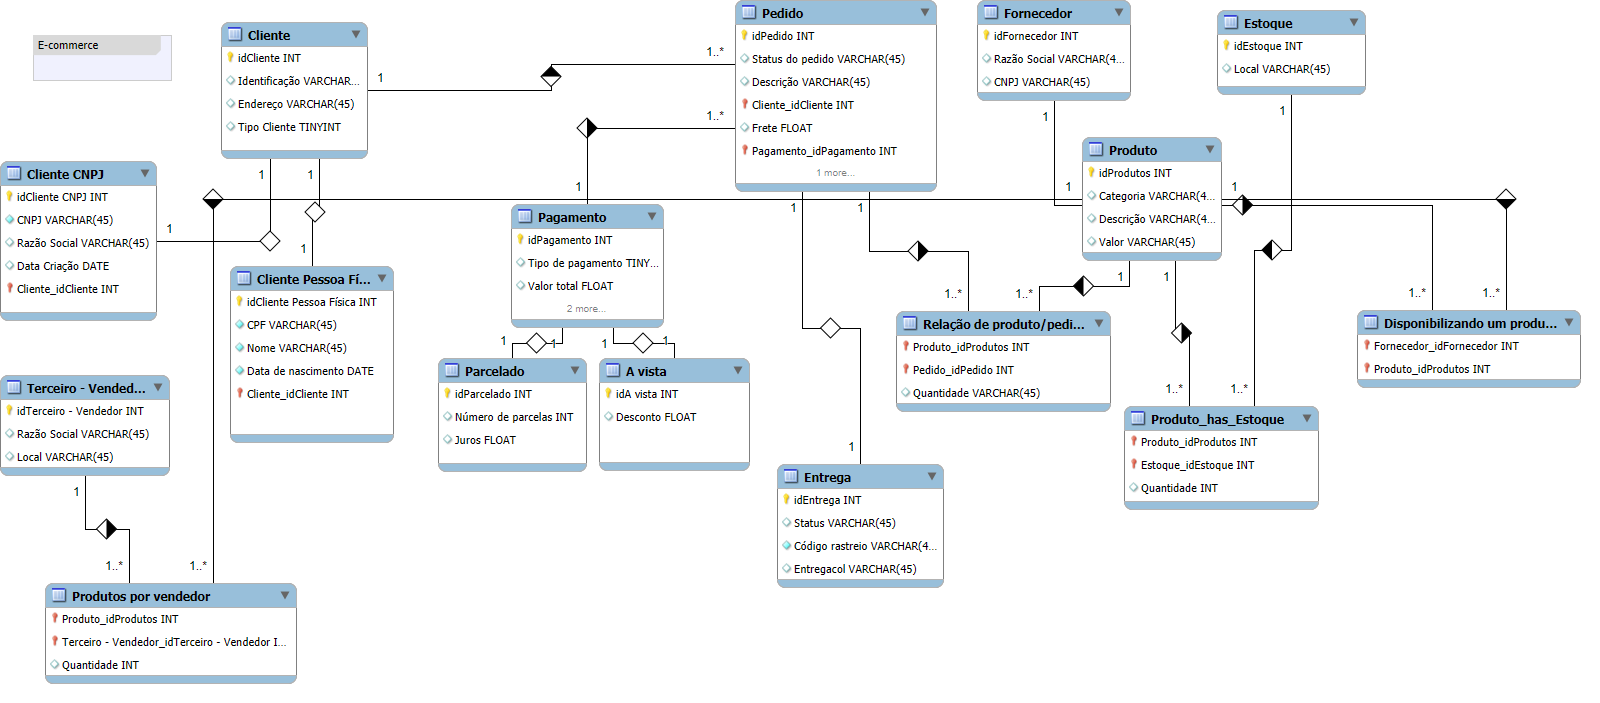 E-commerce
Cliente
idCliente INT
Identificação VARCHAR...
Endereço VARCHAR(45)
Tipo Cliente TINYINT
Pedido
idPedido INT
Status do pedido VARCHAR(45)
Descrição VARCHAR(45)
Cliente_idCliente INT
Frete FLOAT
Pagamento_idPagamento INT
1 more...
Fornecedor
idFornecedor INT
Razão Social VARCHAR(4...
CNPJ VARCHAR(45)
Estoque
idEstoque INT
Local VARCHAR(45)
1
1..*
1..*
1
1
1
1
1
1
Cliente CNPJ
idCliente CNPJ INT
CNPJ VARCHAR(45)
Razão Social VARCHAR(45)
Data Criação DATE
Cliente_idCliente INT
Produto
idProdutos INT
Categoria VARCHAR(4...
Descrição VARCHAR(4...
Valor VARCHAR(45)
1
1
1
1
1
1
Pagamento
idPagamento INT
Tipo de pagamento TINY...
Valor total FLOAT
2 more...
Cliente Pessoa Fí...
idCliente Pessoa Física INT
CPF VARCHAR(45)
Nome VARCHAR(45)
Data de nascimento DATE
Cliente_idCliente INT
1
1
1..*
1..*
1..*
1..*
Relação de produto/pedi...
Produto_idProdutos INT
Pedido_idPedido INT
Quantidade VARCHAR(45)
Disponibilizando um produ...
Fornecedor_idFornecedor INT
Produto_idProdutos INT
1
1
1
1
Parcelado
idParcelado INT
Número de parcelas INT
Juros FLOAT
A vista
idA vista INT
Desconto FLOAT
Terceiro - Vended...
idTerceiro - Vendedor INT
Razão Social VARCHAR(45)
Local VARCHAR(45)
1..*
1..*
Produto_has_Estoque
Produto_idProdutos INT
Estoque_idEstoque INT
Quantidade INT
1
Entrega
idEntrega INT
Status VARCHAR(45)
Código rastreio VARCHAR(4...
Entregacol VARCHAR(45)
1
1..*
1..*
Produtos por vendedor
Produto_idProdutos INT
Terceiro - Vendedor_idTerceiro - Vendedor I...
Quantidade INT